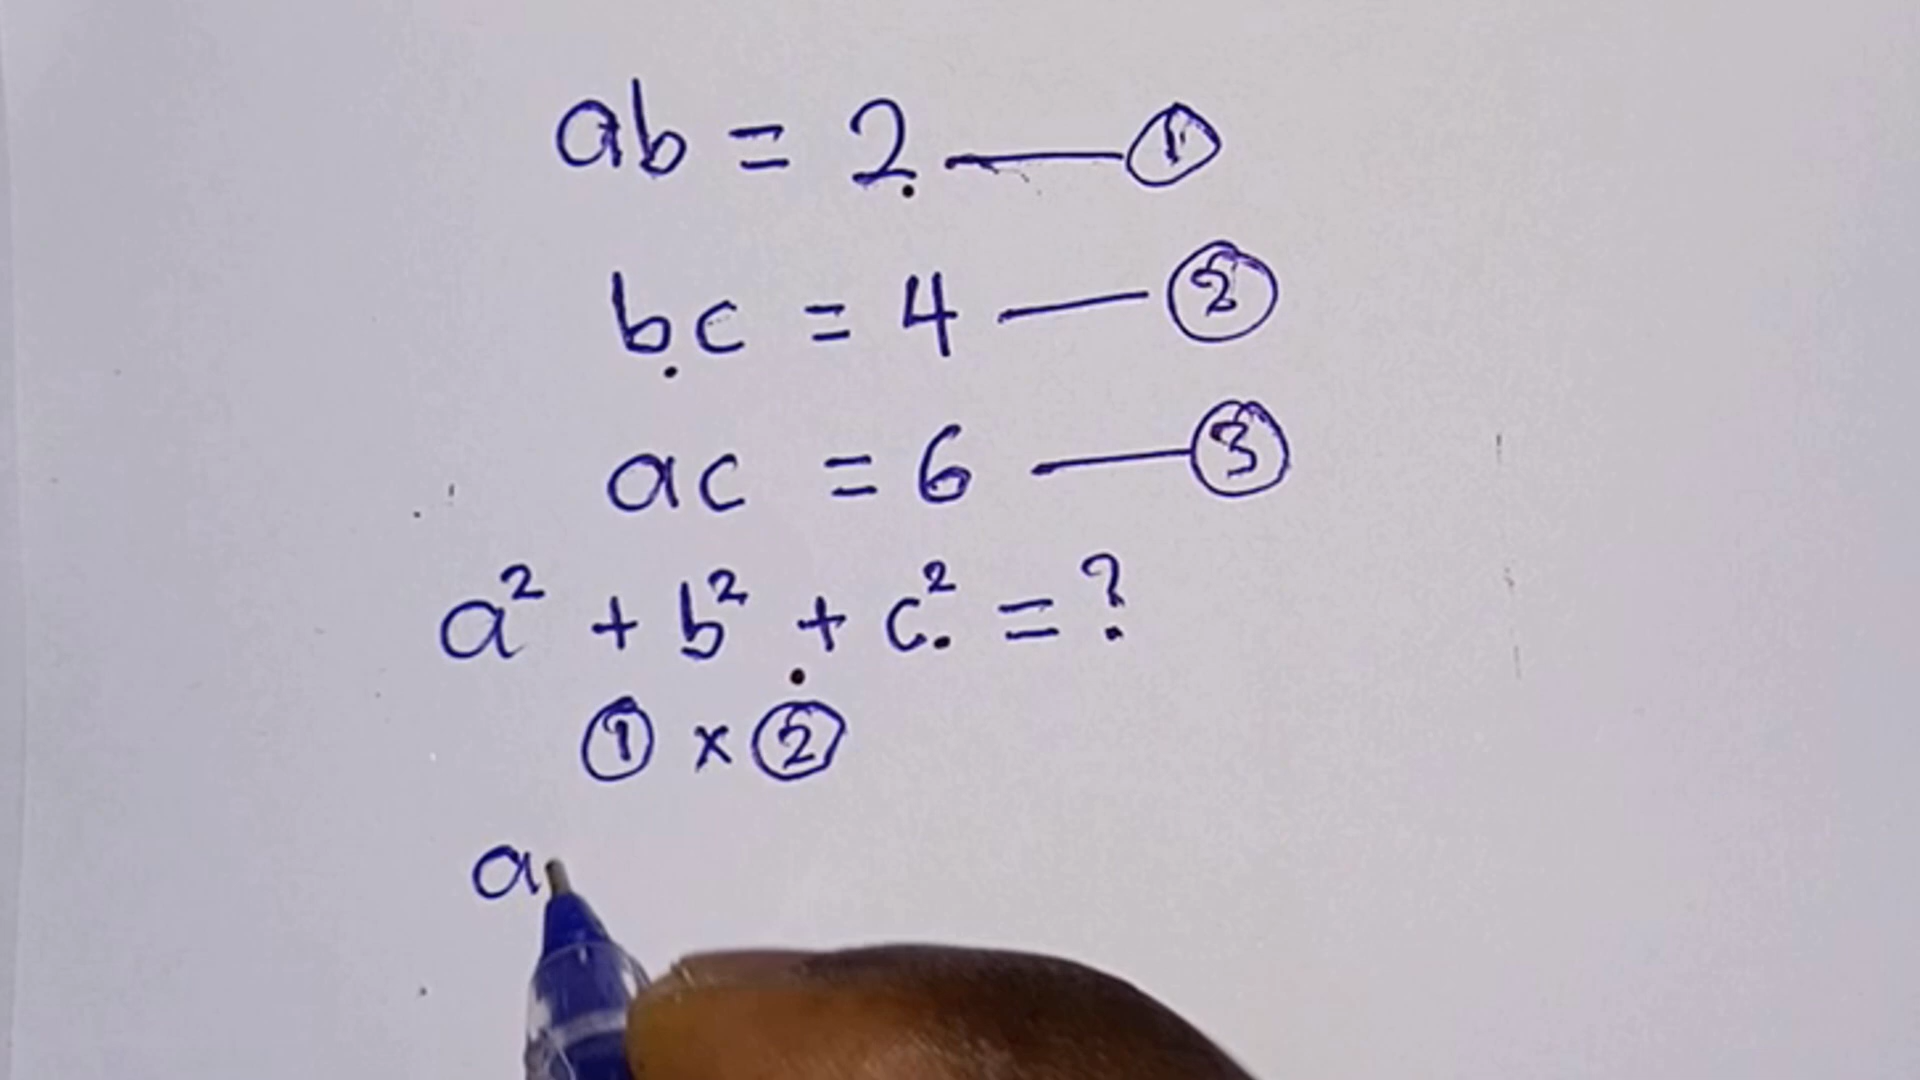 ab = 2 — ①
bc = 4 — ②
ac = 6 — ③
a² + b² + c² = ?
① × ②
a